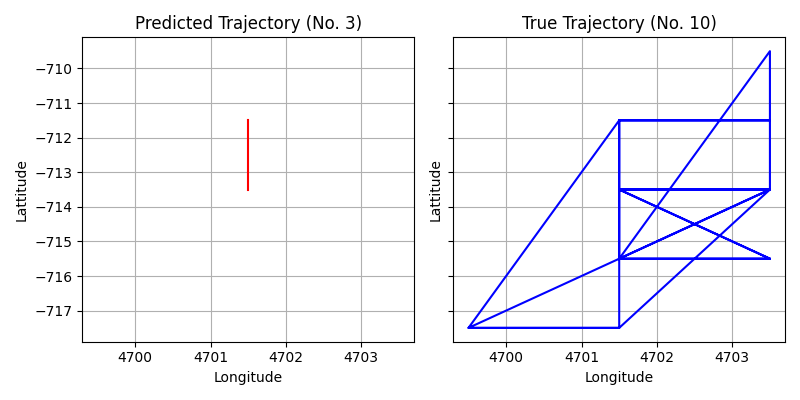 Predicted Trajectory (No. 3)
True Trajectory (No. 10)
−710
−711
−712
−713
−714
−715
−716
−717
Lattitude
Lattitude
4700 4701 4702 4703
4700 4701 4702 4703
Longitude
Longitude